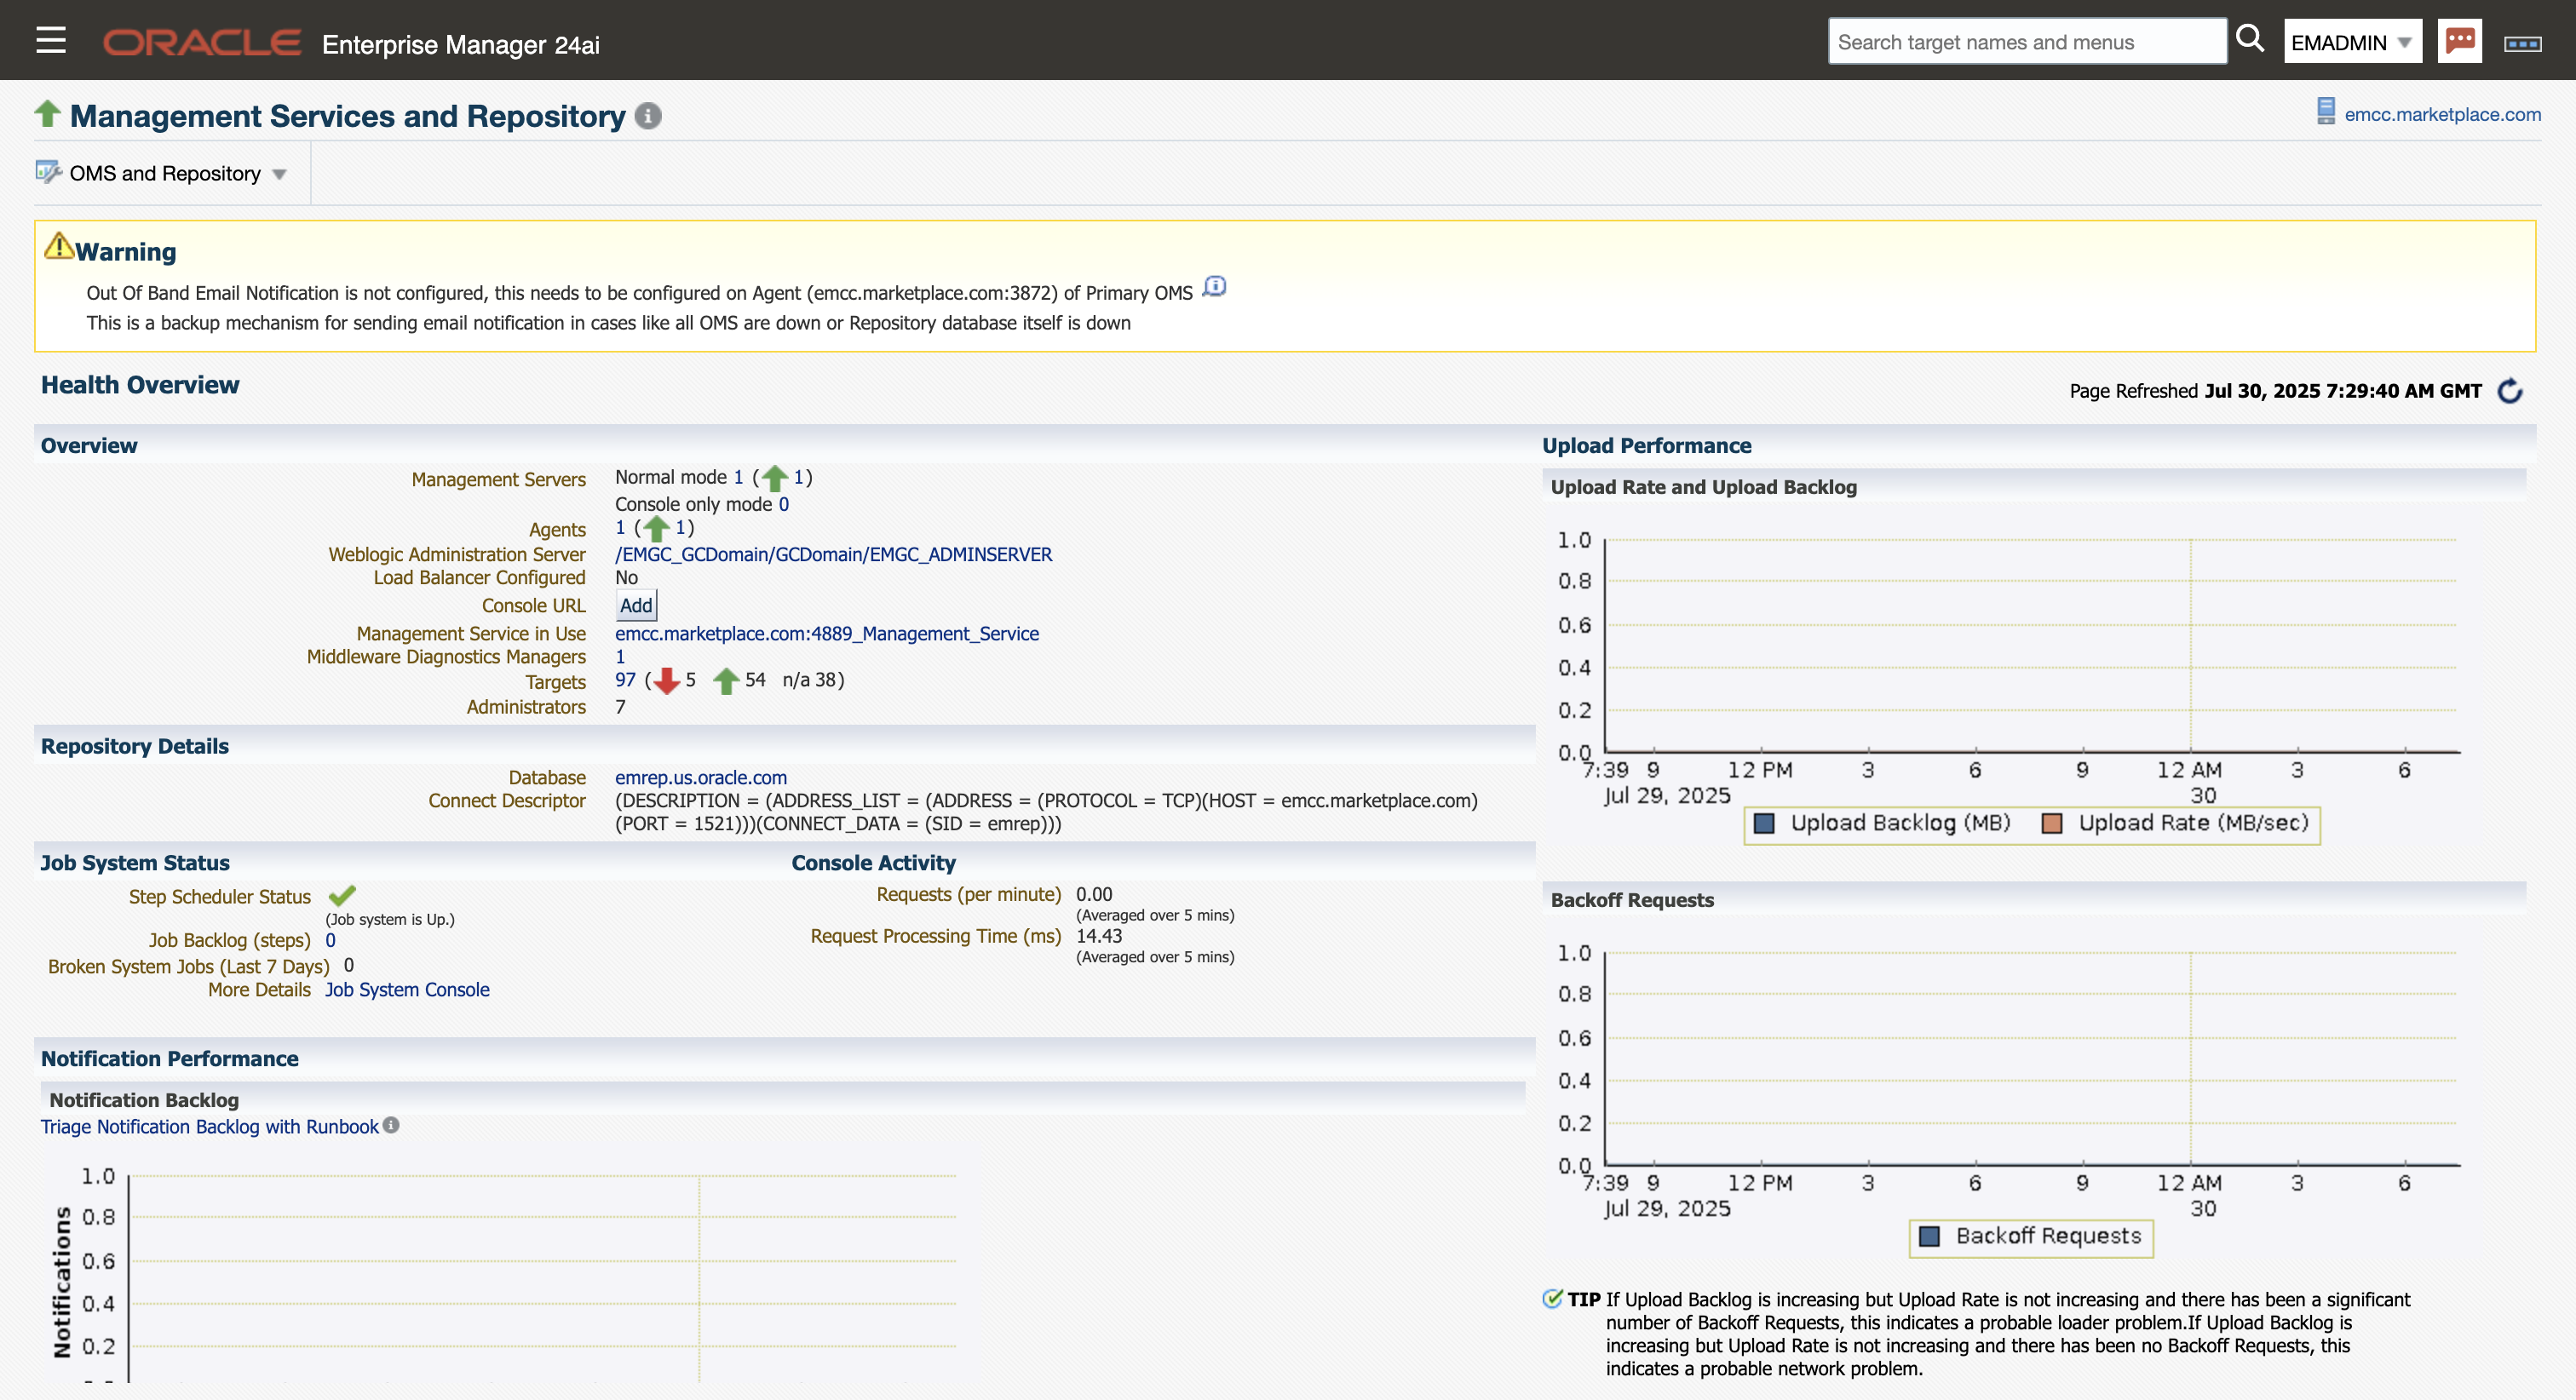 ORACLE Enterprise Manager 24ai
Search target names and menus
EMADMIN
Management Services and Repository
emcc.marketplace.com
OMS and Repository
Warning
Out Of Band Email Notification is not configured, this needs to be configured on Agent (emcc.marketplace.com:3872) of Primary OMS
This is a backup mechanism for sending email notification in cases like all OMS are down or Repository database itself is down
Health Overview
Page Refreshed Jul 30, 2025 7:29:40 AM GMT
Overview
Management Servers Normal mode 1 ( 1)
Console only mode 0
Agents 1 ( 1)
Weblogic Administration Server /EMGC_GCDomain/GCDomain/EMGC_ADMINSERVER
Load Balancer Configured No
Console URL Add
Management Service in Use emcc.marketplace.com:4889_Management_Service
Middleware Diagnostics Managers 1
Targets 97 ( 5 54 n/a 38)
Administrators 7
Repository Details
Database emrep.us.oracle.com
Connect Descriptor (DESCRIPTION = (ADDRESS_LIST = (ADDRESS = (PROTOCOL = TCP)(HOST = emcc.marketplace.com)
(PORT = 1521)))(CONNECT_DATA = (SID = emrep)))
Job System Status
Step Scheduler Status
(Job system is Up.)
Job Backlog (steps) 0
Broken System Jobs (Last 7 Days) 0
More Details Job System Console
Console Activity
Requests (per minute) 0.00
(Averaged over 5 mins)
Request Processing Time (ms) 14.43
(Averaged over 5 mins)
Notification Performance
Notification Backlog
Triage Notification Backlog with Runbook
Notifications
1.0
0.8
0.6
0.4
0.2
Upload Performance
Upload Rate and Upload Backlog
1.0
0.8
0.6
0.4
0.2
0.0
7:39 9 12 PM 3 6 9 12 AM 3 6
Jul 29, 2025 30
Upload Backlog (MB) Upload Rate (MB/sec)
Backoff Requests
1.0
0.8
0.6
0.4
0.2
0.0
7:39 9 12 PM 3 6 9 12 AM 3 6
Jul 29, 2025 30
Backoff Requests
TIP If Upload Backlog is increasing but Upload Rate is not increasing and there has been a significant
number of Backoff Requests, this indicates a probable loader problem.If Upload Backlog is
increasing but Upload Rate is not increasing and there has been no Backoff Requests, this
indicates a probable network problem.